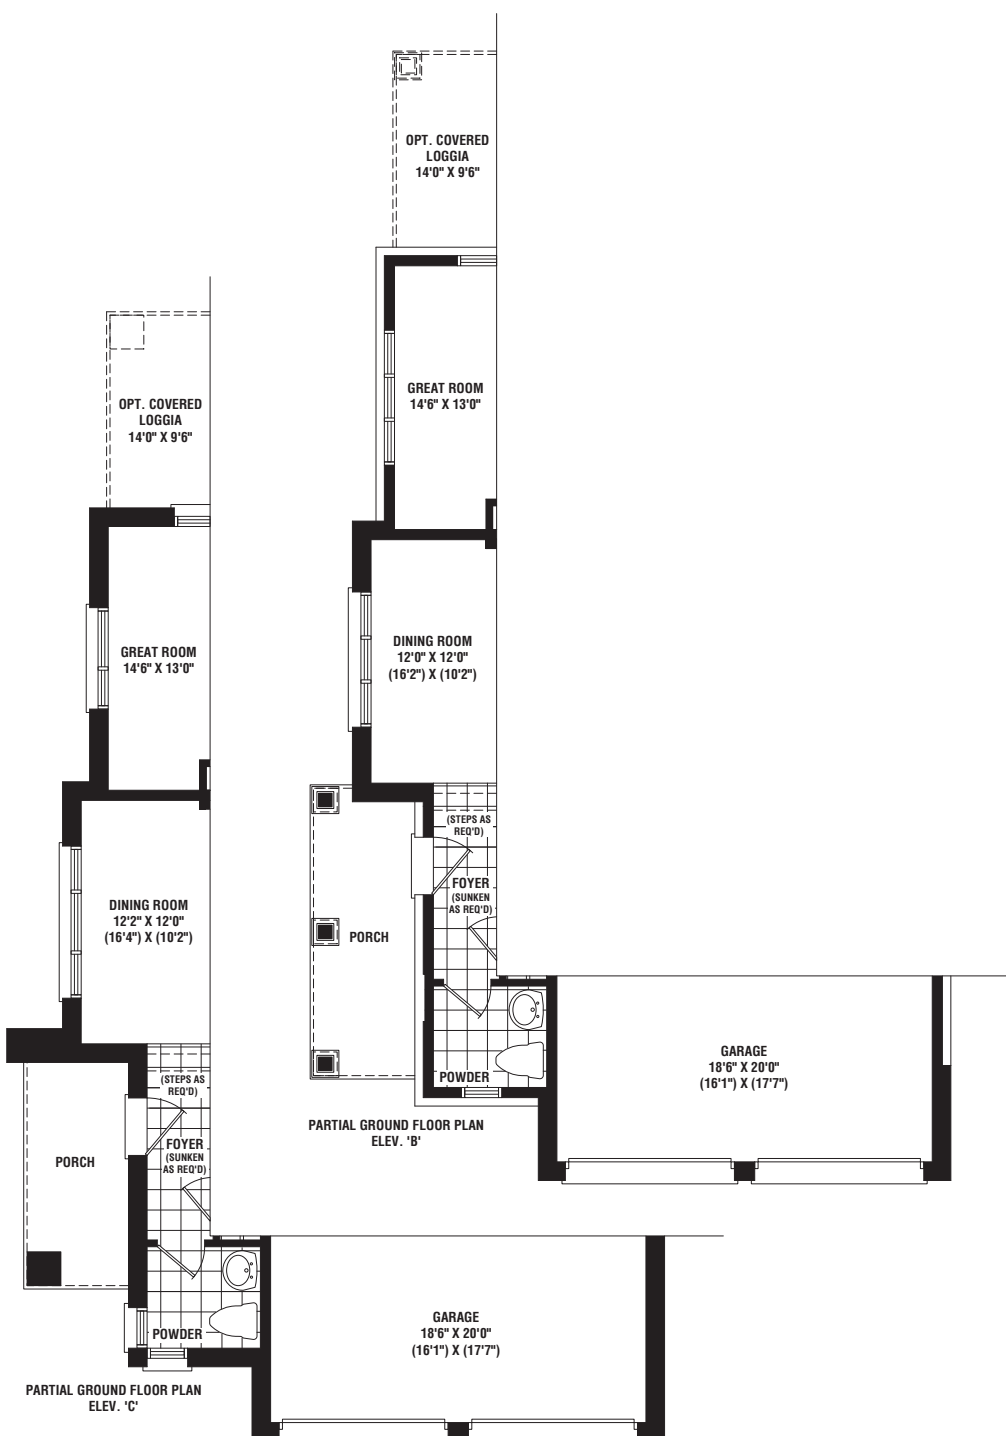 OPT. COVERED
LOGGIA
14'0" X 9'6"
GREAT ROOM
14'6" X 13'0"
DINING ROOM
12'0" X 12'0"
(16'2") X (10'2")
(STEPS AS
REQ'D)
FOYER
(SUNKEN
AS REQ'D)
PORCH
POWDER
GARAGE
18'6" X 20'0"
(16'1") X (17'7")
PARTIAL GROUND FLOOR PLAN
ELEV. 'B'
OPT. COVERED
LOGGIA
14'0" X 9'6"
GREAT ROOM
14'6" X 13'0"
DINING ROOM
12'2" X 12'0"
(16'4") X (10'2")
(STEPS AS
REQ'D)
FOYER
(SUNKEN
AS REQ'D)
PORCH
POWDER
GARAGE
18'6" X 20'0"
(16'1") X (17'7")
PARTIAL GROUND FLOOR PLAN
ELEV. 'C'